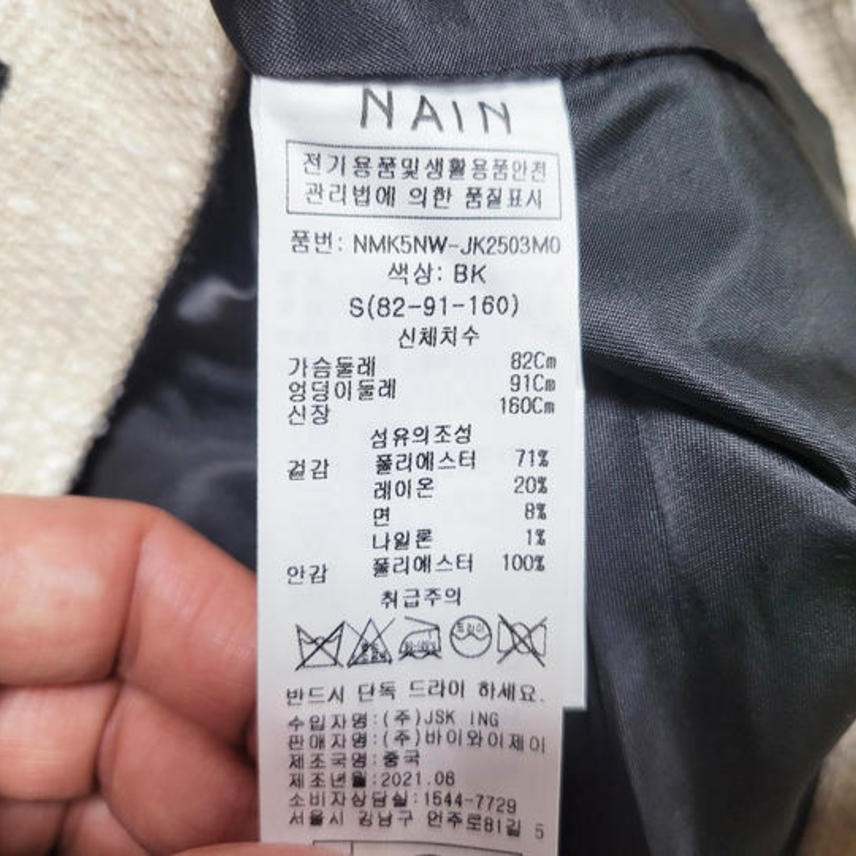 NAIN
전기용품및생활용품안전
관리법에 의한 품질표시
품번: NMK5NW-JK2503M0
색상: BK
S(82-91-160)
신체치수
가슴둘레 82Cm
엉덩이둘레 91Cm
신장 160Cm
섬유의조성
겉감 폴리에스터 71%
레이온 20%
면 8%
나일론 1%
안감 폴리에스터 100%
취급주의
드라이
반드시 단독 드라이 하세요.
수입자명:(주)JSK ING
판매자명:(주)바이와이제이
제조국명:중국
제조년월:2021.08
소비자상담실:1544-7729
서울시 강남구 언주로81길 5